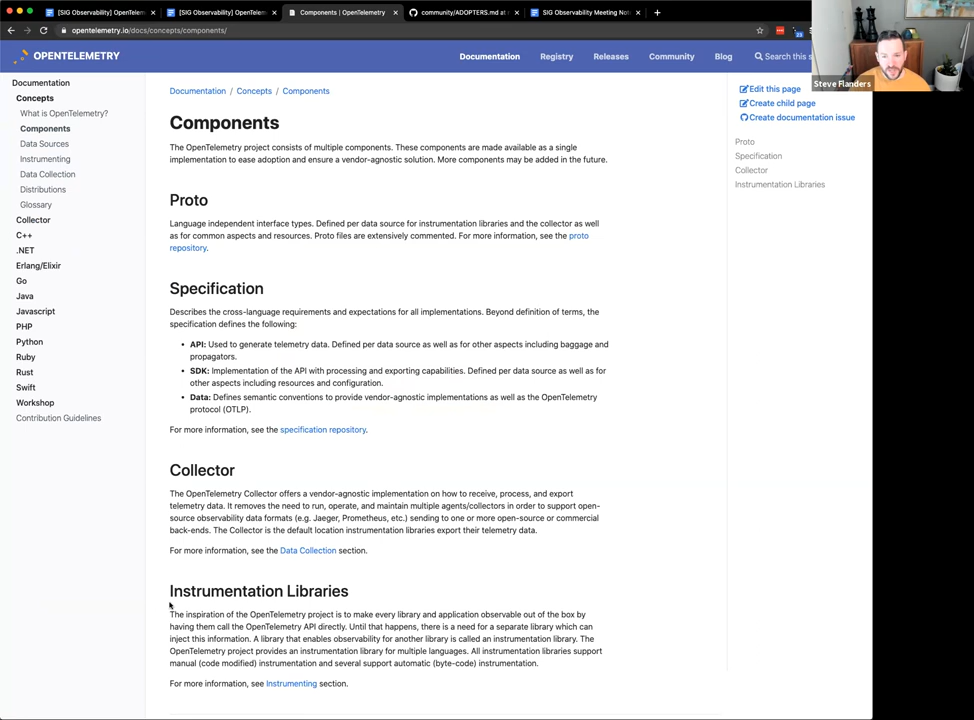 [SIG Observability] OpenTelem
[SIG Observability] OpenTelem
Components | OpenTelemetry
community/ADOPTERS.md at
SIG Observability Meeting Not
opentelemetry.io/docs/concepts/components/
OPENTELEMETRY
Documentation
Registry
Releases
Community
Blog
Search this s
Steve Flanders
Documentation
Concepts
What is OpenTelemetry?
Components
Data Sources
Instrumenting
Data Collection
Distributions
Glossary
Collector
C++
.NET
Erlang/Elixir
Go
Java
Javascript
PHP
Python
Ruby
Rust
Swift
Workshop
Contribution Guidelines
Documentation / Concepts / Components
Components
The OpenTelemetry project consists of multiple components. These components are made available as a single
implementation to ease adoption and ensure a vendor-agnostic solution. More components may be added in the future.
Proto
Language independent interface types. Defined per data source for instrumentation libraries and the collector as well
as for common aspects and resources. Proto files are extensively commented. For more information, see the proto
repository.
Specification
Describes the cross-language requirements and expectations for all implementations. Beyond definition of terms, the
specification defines the following:
• API: Used to generate telemetry data. Defined per data source as well as for other aspects including baggage and
propagators.
• SDK: Implementation of the API with processing and exporting capabilities. Defined per data source as well as for
other aspects including resources and configuration.
• Data: Defines semantic conventions to provide vendor-agnostic implementations as well as the OpenTelemetry
protocol (OTLP).
For more information, see the specification repository.
Collector
The OpenTelemetry Collector offers a vendor-agnostic implementation on how to receive, process, and export
telemetry data. It removes the need to run, operate, and maintain multiple agents/collectors in order to support open-
source observability data formats (e.g. Jaeger, Prometheus, etc.) sending to one or more open-source or commercial
back-ends. The Collector is the default location instrumentation libraries export their telemetry data.
For more information, see the Data Collection section.
Instrumentation Libraries
The inspiration of the OpenTelemetry project is to make every library and application observable out of the box by
having them call the OpenTelemetry API directly. Until that happens, there is a need for a separate library which can
inject this information. A library that enables observability for another library is called an instrumentation library. The
OpenTelemetry project provides an instrumentation library for multiple languages. All instrumentation libraries support
manual (code modified) instrumentation and several support automatic (byte-code) instrumentation.
For more information, see Instrumenting section.
Edit this page
Create child page
Create documentation issue
Proto
Specification
Collector
Instrumentation Libraries